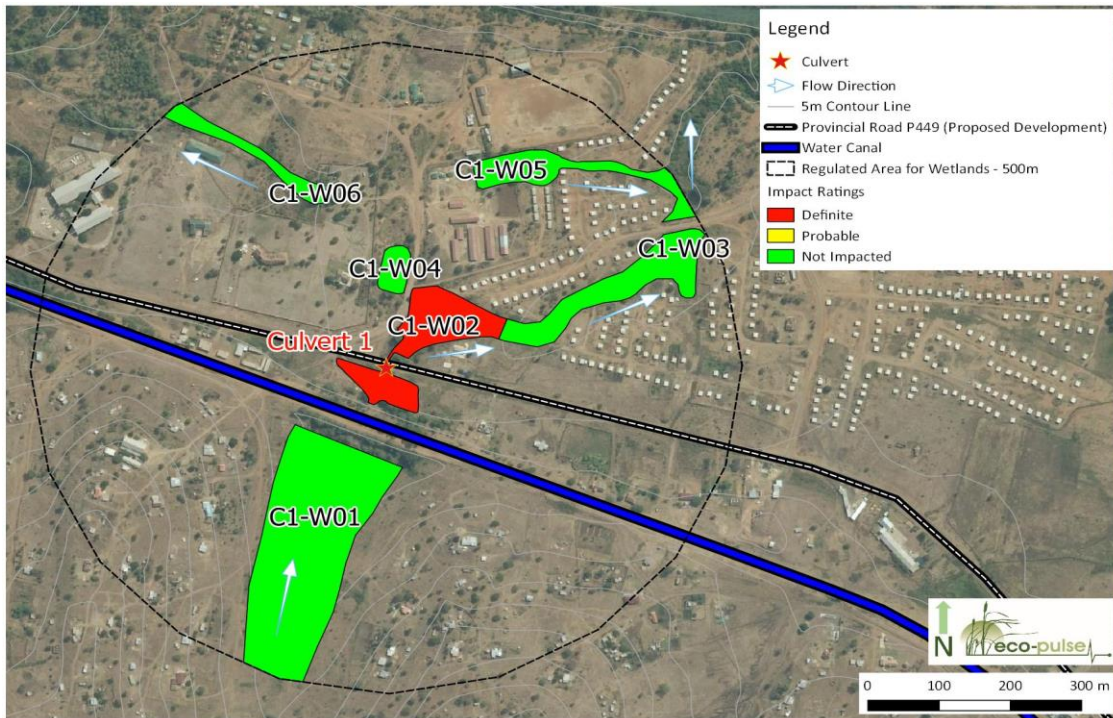 Legend
Culvert
Flow Direction
5m Contour Line
Provincial Road P449 (Proposed Development)
Water Canal
Regulated Area for Wetlands - 500m
Impact Ratings
Definite
Probable
Not Impacted
C1-W05
C1-W06
C1-W03
C1-W04
C1-W02
Culvert 1
C1-W01
N
eco-pulse
0 100 200 300 m